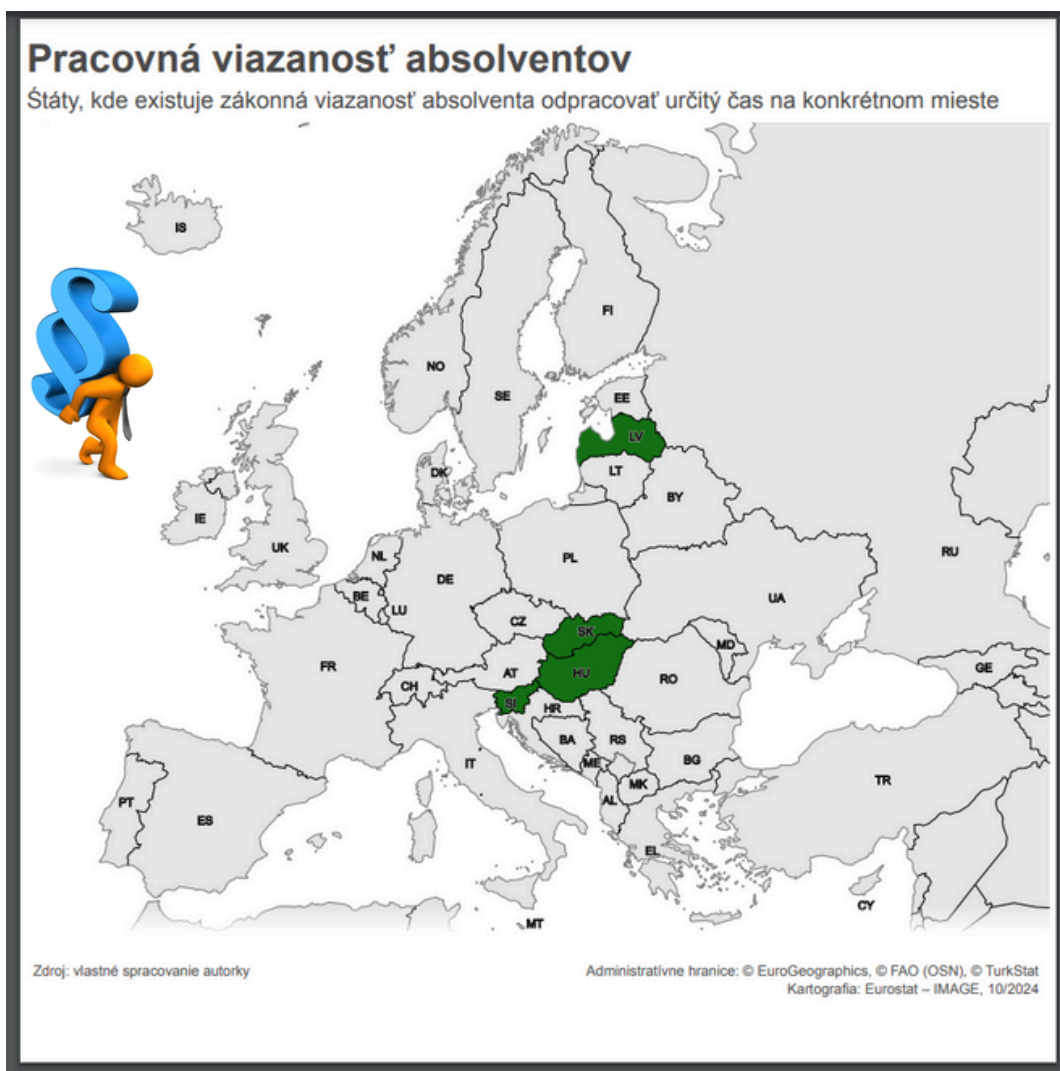 Pracovná viazanosť absolventov
Štáty, kde existuje zákonná viazanosť absolventa odpracovať určitý čas na konkrétnom mieste
IS
FI
NO
SE
EE
LV
DK
LT
BY
IE
UK
NL
PL
RU
DE
BE
LU
UA
CZ
SK
MD
FR
AT
HU
CH
RO
GE
SI
HR
BA
RS
IT
ME
BG
MK
TR
PT
AL
ES
EL
CY
MT
§
Zdroj: vlastné spracovanie autorky
Administratívne hranice: © EuroGeographics, © FAO (OSN), © TurkStat
Kartografia: Eurostat – IMAGE, 10/2024